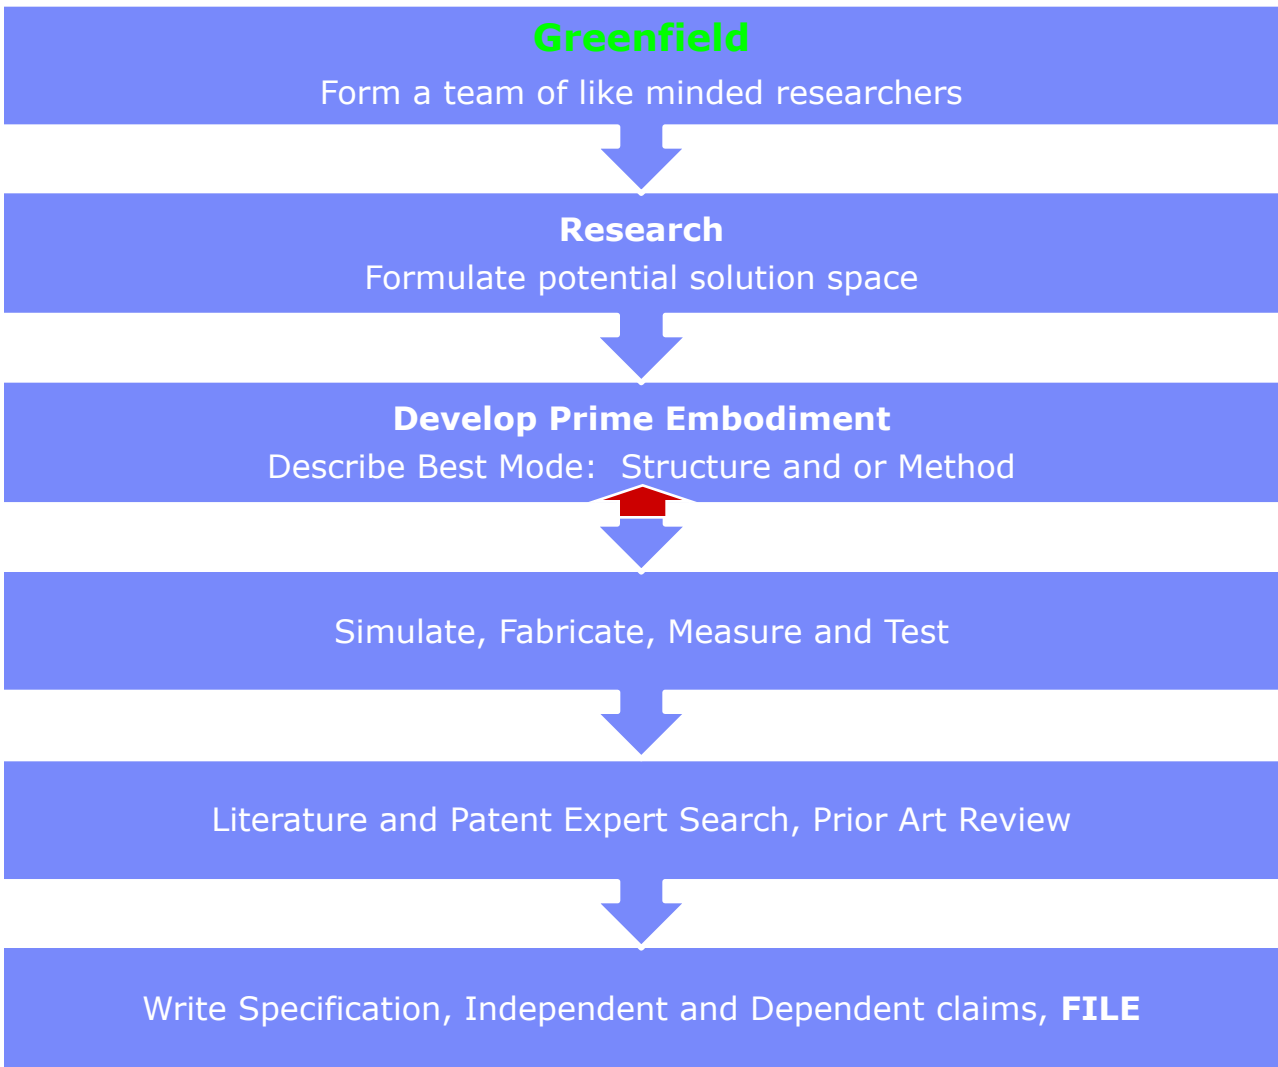 Greenfield
Form a team of like minded researchers
Research
Formulate potential solution space
Develop Prime Embodiment
Describe Best Mode:  Structure and or Method
Simulate, Fabricate, Measure and Test
Literature and Patent Expert Search, Prior Art Review
Write Specification, Independent and Dependent claims, FILE